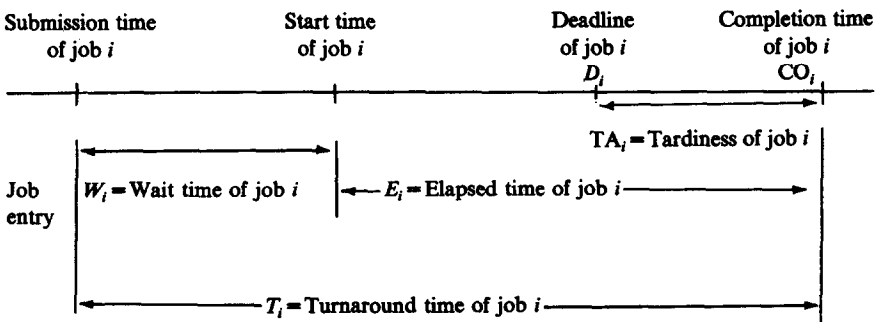 Submission time
of job i
Start time
of job i
Deadline
of job i
D_i
Completion time
of job i
CO_i
TA_i = Tardiness of job i
Job
entry
W_i = Wait time of job i
E_i = Elapsed time of job i
T_i = Turnaround time of job i